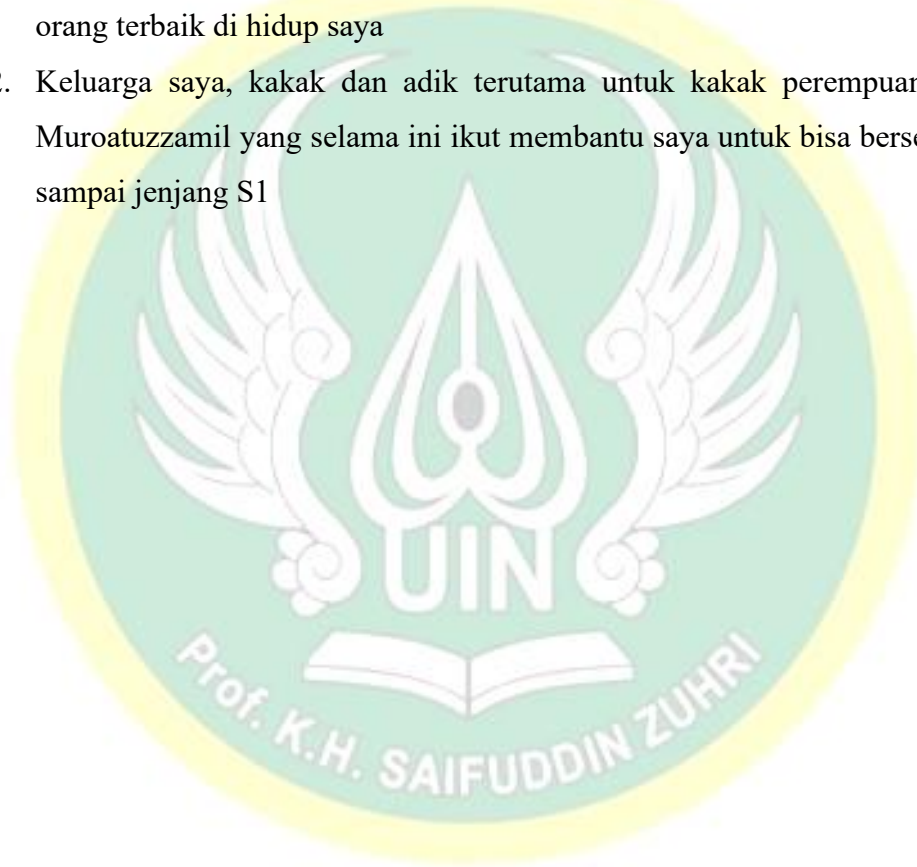 orang terbaik di hidup saya
2. Keluarga saya, kakak dan adik terutama untuk kakak perempuan
Muroatuzzamil yang selama ini ikut membantu saya untuk bisa
sampai jenjang S1
UIN
Prof. K.H. SAIFUDDIN ZUHRI